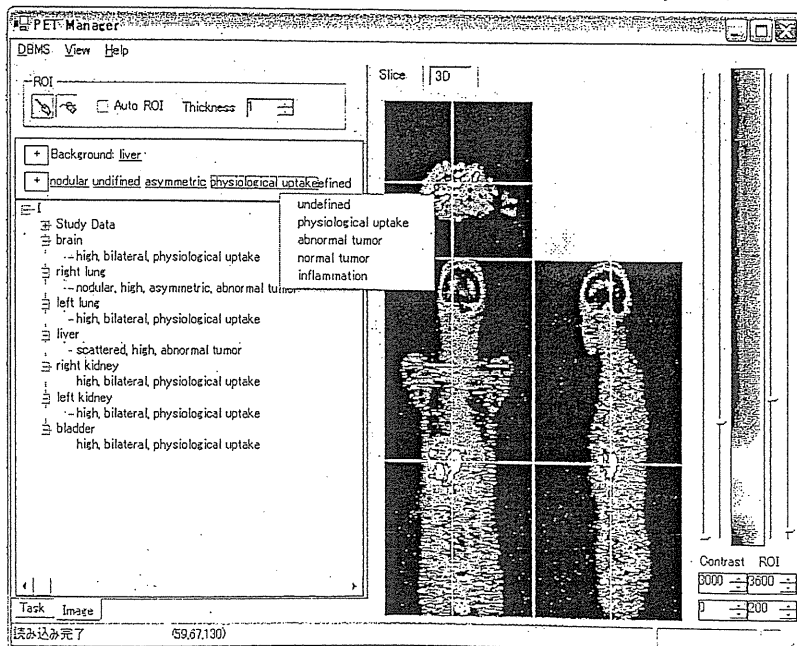 PET Manager
DBMS View Help
ROI
Auto ROI Thickness 1
Slice 3D
+ Background: liver
+ nodular undifined asymmetric physiological uptake efined
undefined
physiological uptake
abnormal tumor
normal tumor
inflammation
I
Study Data
brain
high, bilateral, physiological uptake
right lung
nodular, high, asymmetric, abnormal tumor
left lung
high, bilateral, physiological uptake
liver
scattered, high, abnormal tumor
right kidney
high, bilateral, physiological uptake
left kidney
high, bilateral, physiological uptake
bladder
high, bilateral, physiological uptake
Contrast ROI
3000 3600
0 200
Task Image
読み込み完了 (59,67,130)